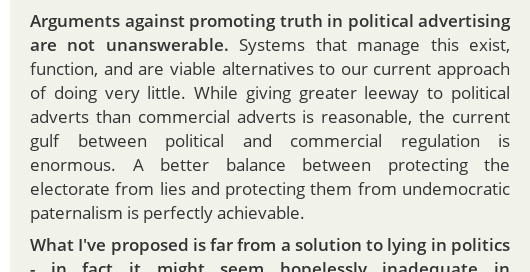 Arguments against promoting truth in political advertising
are not unanswerable. Systems that manage this exist,
function, and are viable alternatives to our current approach
of doing very little. While giving greater leeway to political
adverts than commercial adverts is reasonable, the current
gulf between political and commercial regulation is
enormous. A better balance between protecting the
electorate from lies and protecting them from undemocratic
paternalism is perfectly achievable.
What I've proposed is far from a solution to lying in politics
- in fact it might seem hopelessly inadequate in